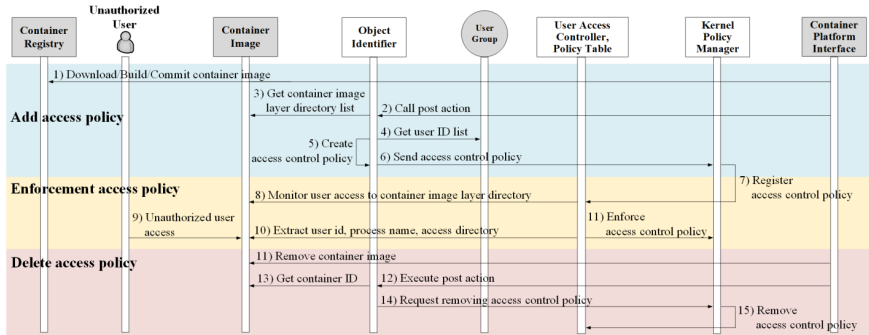 Unauthorized
User
Container
Registry
Container
Image
Object
Identifier
User
Group
User Access
Controller,
Policy Table
Kernel
Policy
Manager
Container
Platform
Interface
1) Download/Build/Commit container image
3) Get container image
layer directory list
2) Call post action
Add access policy
4) Get user ID list
5) Create
access control policy
6) Send access control policy
7) Register
access control policy
Enforcement access policy
8) Monitor user access to container image layer directory
9) Unauthorized user
access
10) Extract user id, process name, access directory
11) Enforce
access control policy
Delete access policy
11) Remove container image
13) Get container ID
12) Execute post action
14) Request removing access control policy
15) Remove
access control policy